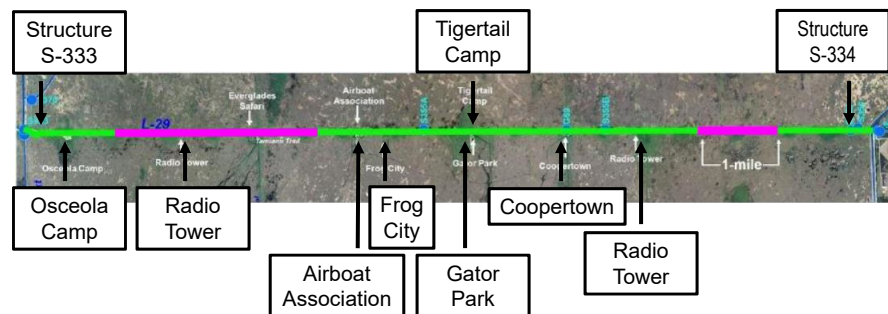 Structure
S-333
Tigertail
Camp
Structure
S-334
Everglades
Safari
Airboat
Association
Tigertail
Camp
L-29
Tamiami Trail
Osceola Camp
Radio Tower
Frog City
Gator Park
Coopertown
Radio Tower
1-mile
Osceola
Camp
Radio
Tower
Frog
City
Coopertown
Airboat
Association
Gator
Park
Radio
Tower